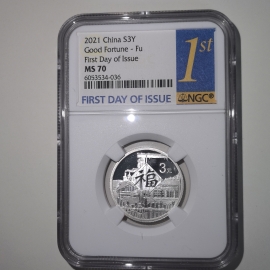 2021 China S3Y
Good Fortune - Fu
First Day of Issue
MS 70
6053534-036
1st
FIRST DAY OF ISSUE
NGC
福
3元